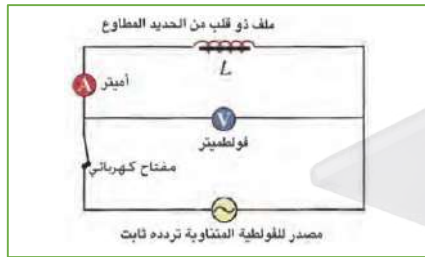 ملف ذو قلب من الحديد المطاوع
L
أميتر
A
V
فولطميتر
مفتاح كهربائي
مصدر للفولطية المتناوبة تردده ثابت